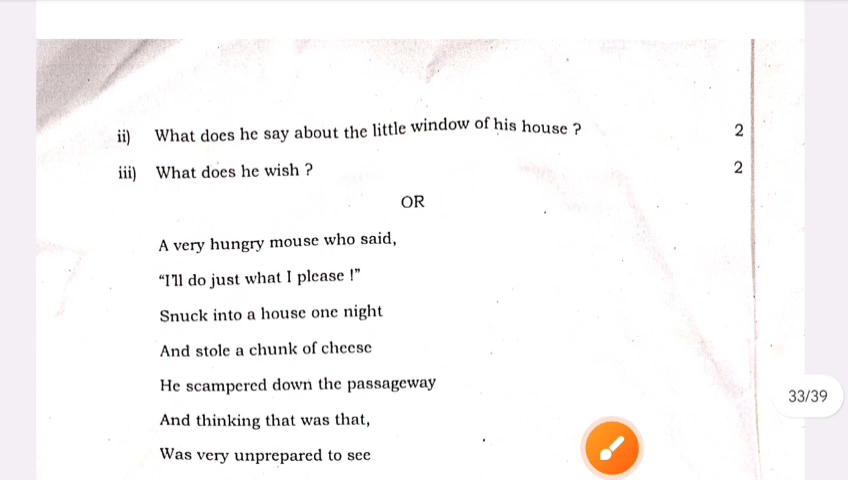 ii) What does he say about the little window of his house ? 2
iii) What does he wish ? 2
OR
A very hungry mouse who said,
“I'll do just what I please !”
Snuck into a house one night
And stole a chunk of cheese
He scampered down the passageway
33/39
And thinking that was that,
Was very unprepared to see